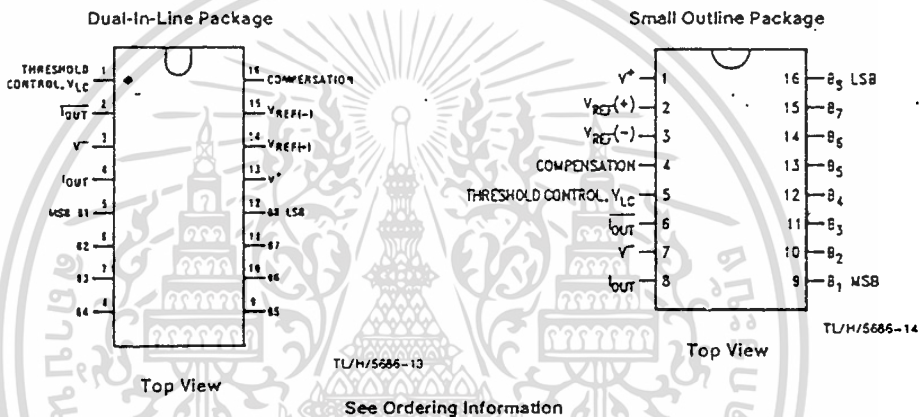 Dual-In-Line Package
THRESHOLD CONTROL, VLC 1
I̅O̅U̅T̅ 2
V⁻ 3
IOUT 4
MSB B1 5
B2 6
B3 7
B4 8
16 COMPENSATION
15 VREF(-)
14 VREF(+)
13 V⁺
12 B8 LSB
11 B7
10 B6
9 B5
TL/H/5686-13
Top View
Small Outline Package
V⁺ 1
VREF(+) 2
VREF(-) 3
COMPENSATION 4
THRESHOLD CONTROL, VLC 5
I̅O̅U̅T̅ 6
V⁻ 7
IOUT 8
16 B8 LSB
15 B7
14 B6
13 B5
12 B4
11 B3
10 B2
9 B1 MSB
TL/H/5686-14
Top View
See Ordering Information